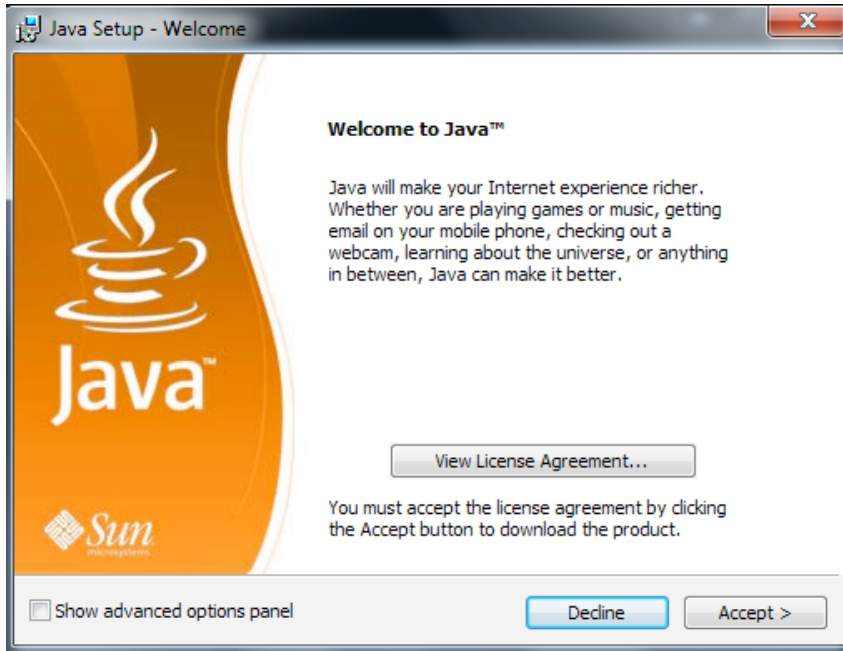 Java Setup - Welcome
Welcome to Java™
Java will make your Internet experience richer.
Whether you are playing games or music, getting
email on your mobile phone, checking out a
webcam, learning about the universe, or anything
in between, Java can make it better.
Java™
View License Agreement...
You must accept the license agreement by clicking
the Accept button to download the product.
Sun
microsystems
Show advanced options panel
Decline
Accept >